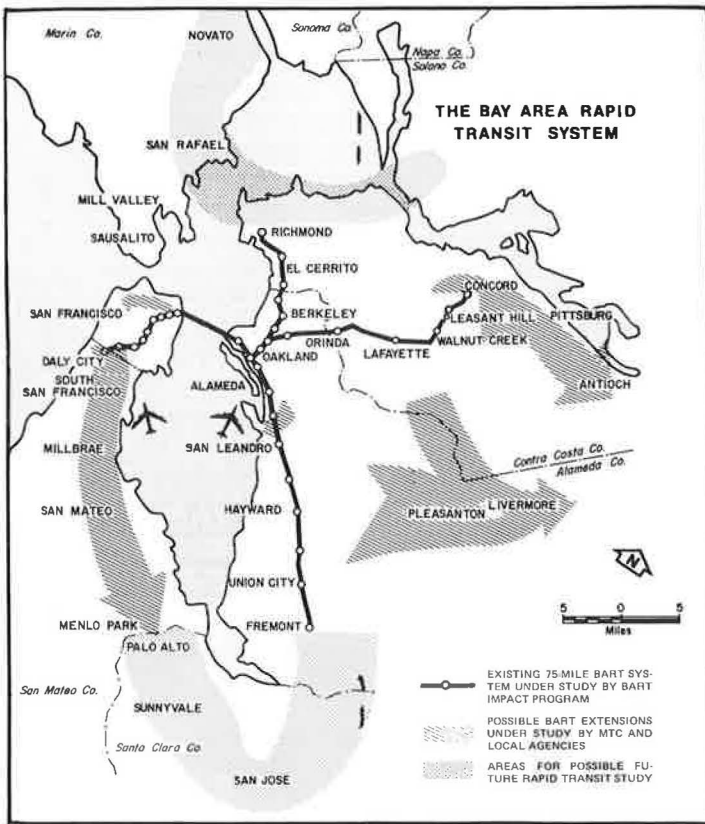 Marin Co.
NOVATO
Sonoma Co.
Napa Co.
Solano Co.
THE BAY AREA RAPID
TRANSIT SYSTEM
SAN RAFAEL
MILL VALLEY
SAUSALITO
RICHMOND
EL CERRITO
CONCORD
SAN FRANCISCO
BERKELEY
PLEASANT HILL
PITTSBURG
ORINDA
WALNUT CREEK
DALY CITY
OAKLAND
LAFAYETTE
SOUTH
SAN FRANCISCO
ALAMEDA
ANTIOCH
MILLBRAE
SAN LEANDRO
Contra Costa Co.
Alameda Co.
SAN MATEO
HAYWARD
PLEASANTON
LIVERMORE
N
UNION CITY
5 0 5
Miles
MENLO PARK
FREMONT
PALO ALTO
San Mateo Co.
SUNNYVALE
Santa Clara Co.
SAN JOSE
EXISTING 75-MILE BART SYS-
TEM UNDER STUDY BY BART
IMPACT PROGRAM
POSSIBLE BART EXTENSIONS
UNDER STUDY BY MTC AND
LOCAL AGENCIES
AREAS FOR POSSIBLE FU-
TURE RAPID TRANSIT STUDY